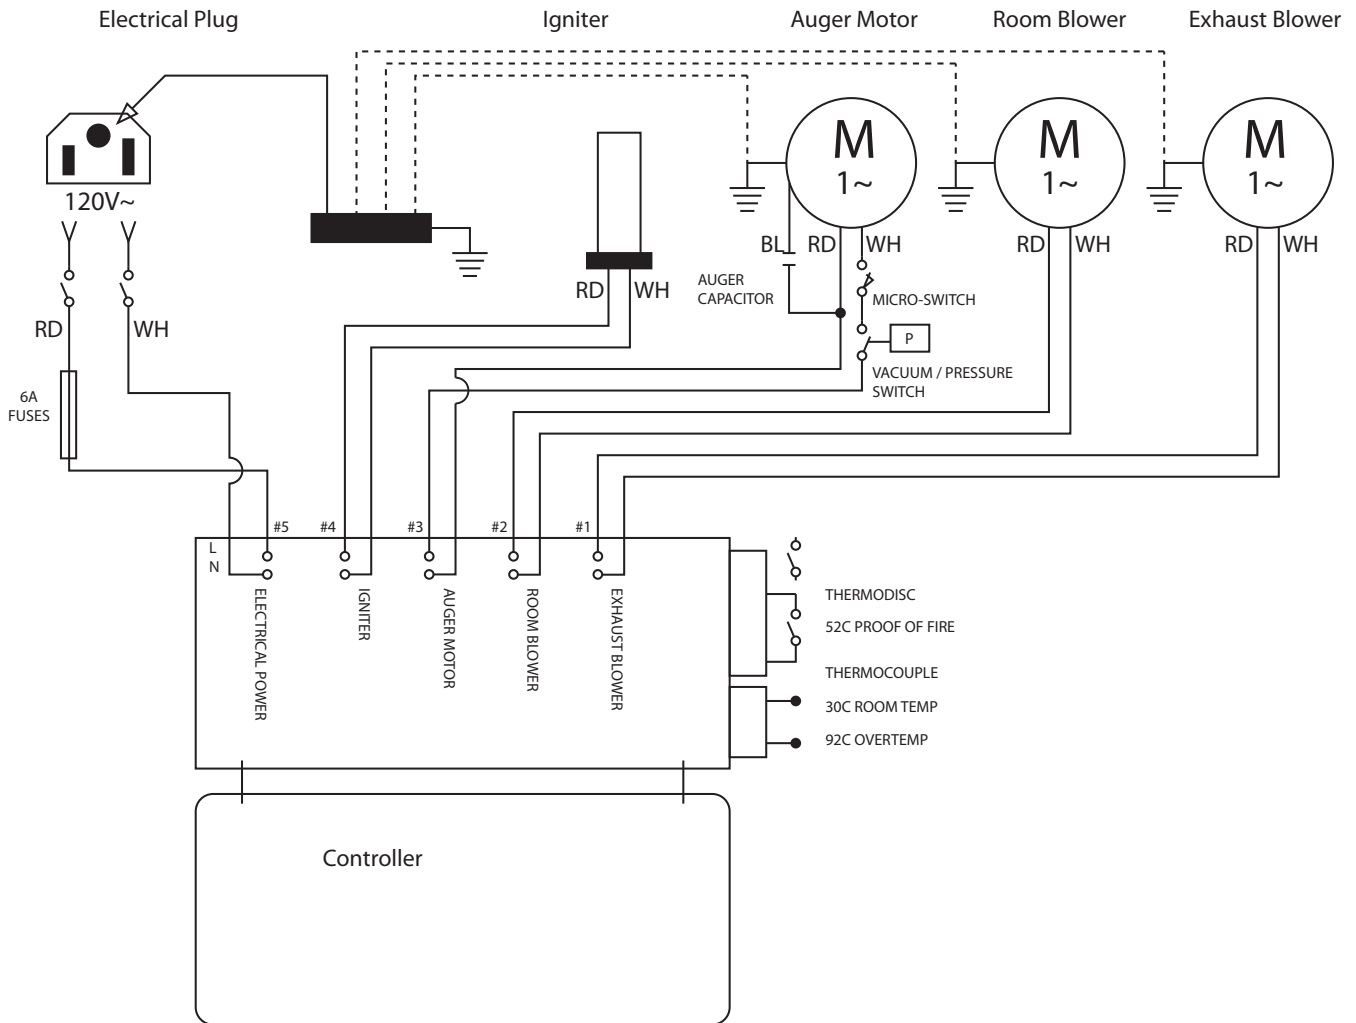 Electrical Plug
Igniter
Auger Motor
Room Blower
Exhaust Blower
M
1~
M
1~
M
1~
120V~
BL
RD
WH
RD
WH
RD
WH
AUGER
CAPACITOR
RD
WH
MICRO-SWITCH
RD
WH
P
VACUUM / PRESSURE
SWITCH
6A
FUSES
#5
#4
#3
#2
#1
L
N
ELECTRICAL POWER
IGNITER
AUGER MOTOR
ROOM BLOWER
EXHAUST BLOWER
THERMODISC
52C PROOF OF FIRE
THERMOCOUPLE
30C ROOM TEMP
92C OVERTEMP
Controller